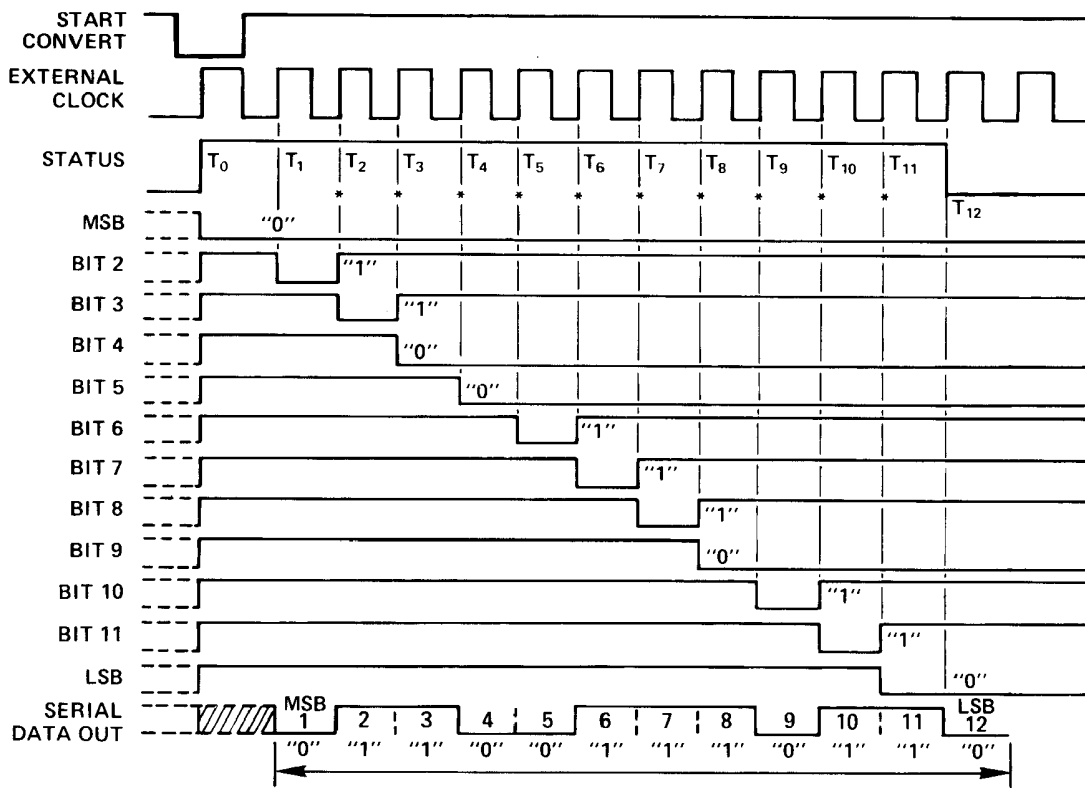 START
CONVERT
EXTERNAL
CLOCK
STATUS T₀ T₁ T₂ T₃ T₄ T₅ T₆ T₇ T₈ T₉ T₁₀ T₁₁
* * * * * * * * * *
T₁₂
MSB "0"
BIT 2 "1"
BIT 3 "1"
BIT 4 "0"
BIT 5 "0"
BIT 6 "1"
BIT 7 "1"
BIT 8 "1"
BIT 9 "0"
BIT 10 "1"
BIT 11 "1"
LSB "0"
SERIAL
DATA OUT
MSB LSB
1 2 3 4 5 6 7 8 9 10 11 12
"0" "1" "1" "0" "0" "1" "1" "1" "0" "1" "1" "0"